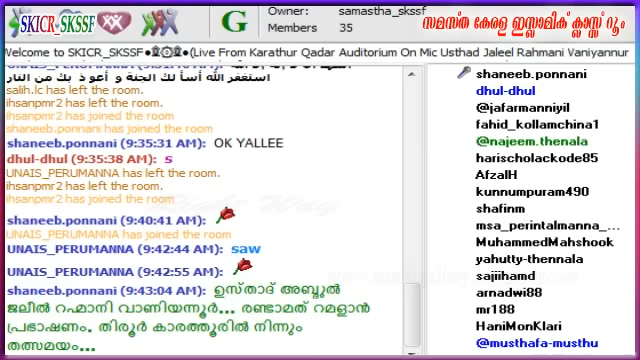 SKICR_SKSSF
Owner samastha_skssf
Members 35
സമസ്ത കേരള ഇസ്ലാമിക് ക്ലാസ്സ് റൂം
Welcome to SKICR_SKSSF (Live From Karathur Qadar Auditorium On Mic Usthad Jaleel Rahmani Vaniyannur
استغفر الله أسألك الجنة و أعوذ بك من النار
salih.lc has left the room.
ihsanpmr2 has left the room.
ihsanpmr2 has joined the room
shaneeb.ponnani has joined the room
shaneeb.ponnani (9:35:31 AM): OK YALLEE
dhul-dhul (9:35:38 AM): s
UNAIS_PERUMANNA has left the room.
ihsanpmr2 has left the room.
ihsanpmr2 has joined the room
shaneeb.ponnani (9:40:41 AM):
UNAIS_PERUMANNA has joined the room
UNAIS_PERUMANNA (9:42:44 AM): saw
UNAIS_PERUMANNA (9:42:55 AM):
shaneeb.ponnani (9:43:04 AM): ഉസ്താദ് അബ്ദുല്‍
ജലീല്‍ റഹ്മാനി വാണിയന്നൂര്‍... രണ്ടാമത് റമളാന്‍
പ്രഭാഷണം. തിരൂര്‍ കാരത്തൂരില്‍ നിന്നും
തത്സമയം...
shaneeb.ponnani
dhul-dhul
@jafarmanniyil
fahid_kollamchina1
@najeem.thenala
harischolackode85
AfzalH
kunnumpuram490
shafinm
msa_perintalmanna_...
MuhammedMahshook
yahutty-thennala
sajiihamd
arnadwi88
mr188
HaniMonKlari
@musthafa-musthu